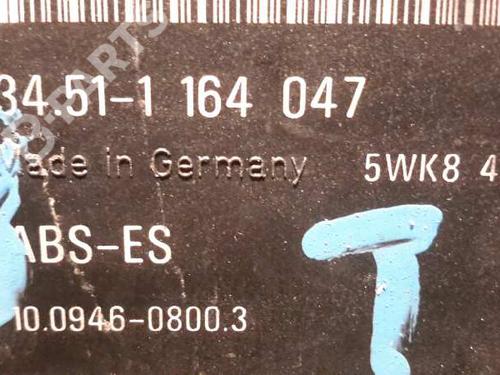 34.51-1 164 047
Made in Germany 5WK8 4
ABS-ES
10.0946-0800.3
T